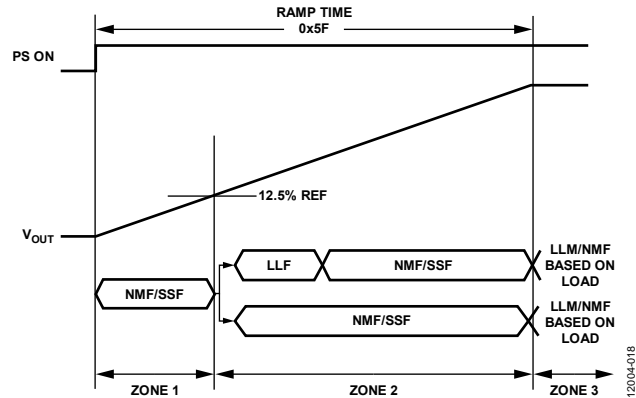 RAMP TIME
0x5F
PS ON
12.5% REF
VOUT
LLF
NMF/SSF
LLM/NMF
BASED ON
LOAD
NMF/SSF
NMF/SSF
LLM/NMF
BASED ON
LOAD
ZONE 1
ZONE 2
ZONE 3
12004-018